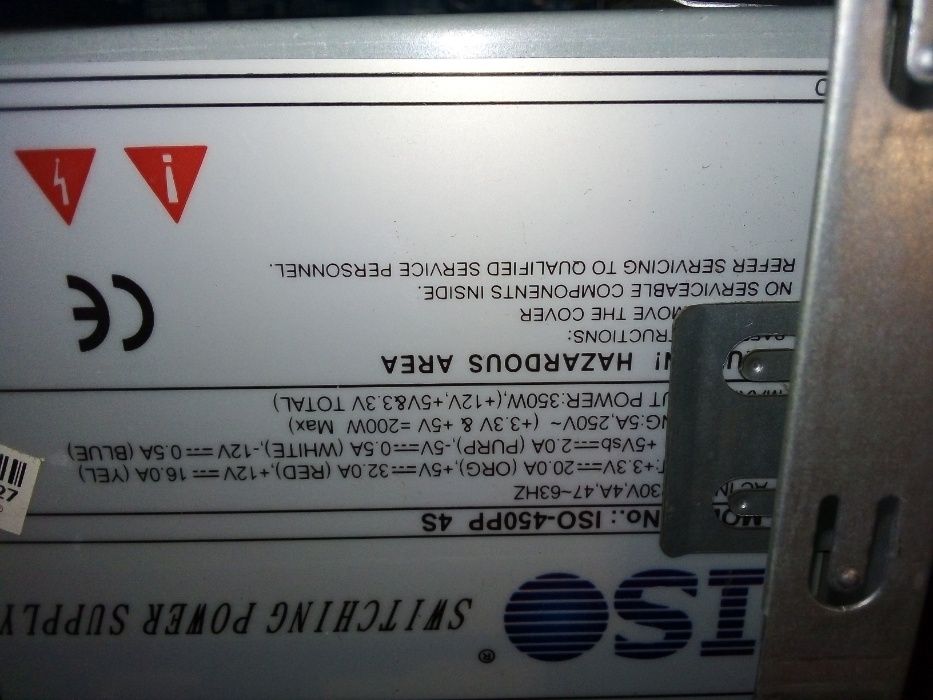 ISO ®
SWITCHING POWER SUPPLY
No.: ISO-450PP 4S
30V,4A,47~63HZ
+3.3V⎓20.0A (ORG),+5V⎓32.0A (RED),+12V⎓16.0A (YEL)
+5Vsb⎓2.0A (PURP),-5V⎓0.5A (WHITE),-12V⎓0.5A (BLUE)
NG:5A,250V~ (+3.3V & +5V =200W Max)
UT POWER:350W,(+12V,+5V&3.3V TOTAL)
N! HAZARDOUS AREA
TRUCTIONS:
MOVE THE COVER
NO SERVICEABLE COMPONENTS INSIDE.
REFER SERVICING TO QUALIFIED SERVICE PERSONNEL.
CE
27